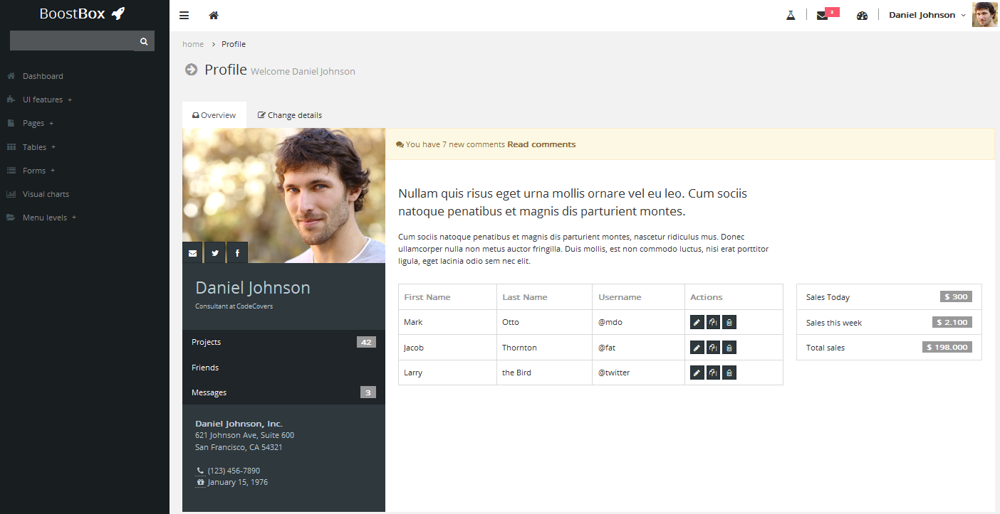 BoostBox
2
Daniel Johnson
Dashboard
UI features +
Pages +
Tables +
Forms +
Visual charts
Menu levels +
home > Profile
Profile Welcome Daniel Johnson
Overview
Change details
You have 7 new comments Read comments
Daniel Johnson
Consultant at CodeCovers
Projects 42
Friends
Messages 3
Daniel Johnson, Inc.
621 Johnson Ave, Suite 600
San Francisco, CA 54321
(123) 456-7890
January 15, 1976
Nullam quis risus eget urna mollis ornare vel eu leo. Cum sociis
natoque penatibus et magnis dis parturient montes.
Cum sociis natoque penatibus et magnis dis parturient montes, nascetur ridiculus mus. Donec
ullamcorper nulla non metus auctor fringilla. Duis mollis, est non commodo luctus, nisi erat porttitor
ligula, eget lacinia odio sem nec elit.
First Name Last Name Username Actions
Mark Otto @mdo
Jacob Thornton @fat
Larry the Bird @twitter
Sales Today $ 300
Sales this week $ 2.100
Total sales $ 198.000